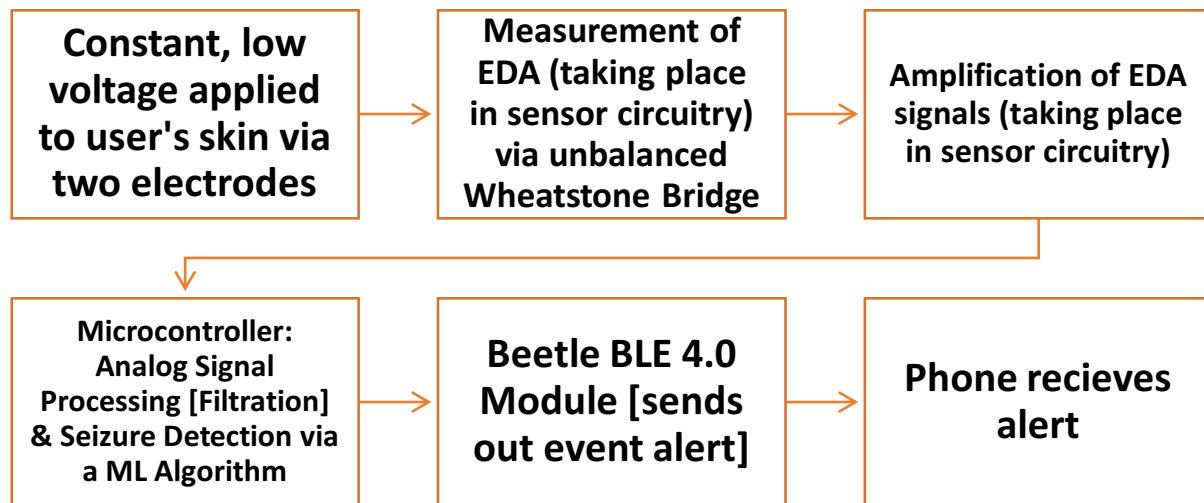 Constant, low
voltage applied
to user's skin via
two electrodes
Measurement of
EDA (taking place
in sensor circuitry)
via unbalanced
Wheatstone Bridge
Amplification of EDA
signals (taking place
in sensor circuitry)
Microcontroller:
Analog Signal
Processing [Filtration]
& Seizure Detection via
a ML Algorithm
Beetle BLE 4.0
Module [sends
out event alert]
Phone recieves
alert